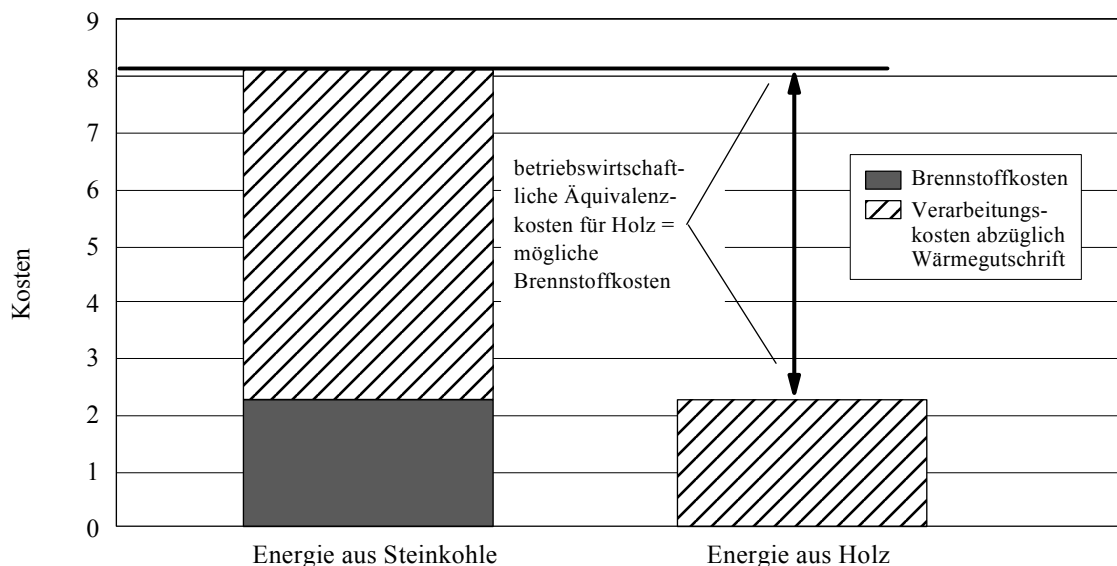 9
8
7
6
5
4
3
2
1
0
Kosten
betriebswirtschaft-
liche Äquivalenz-
kosten für Holz =
mögliche
Brennstoffkosten
Brennstoffkosten
Verarbeitungs-
kosten abzüglich
Wärmegutschrift
Energie aus Steinkohle
Energie aus Holz